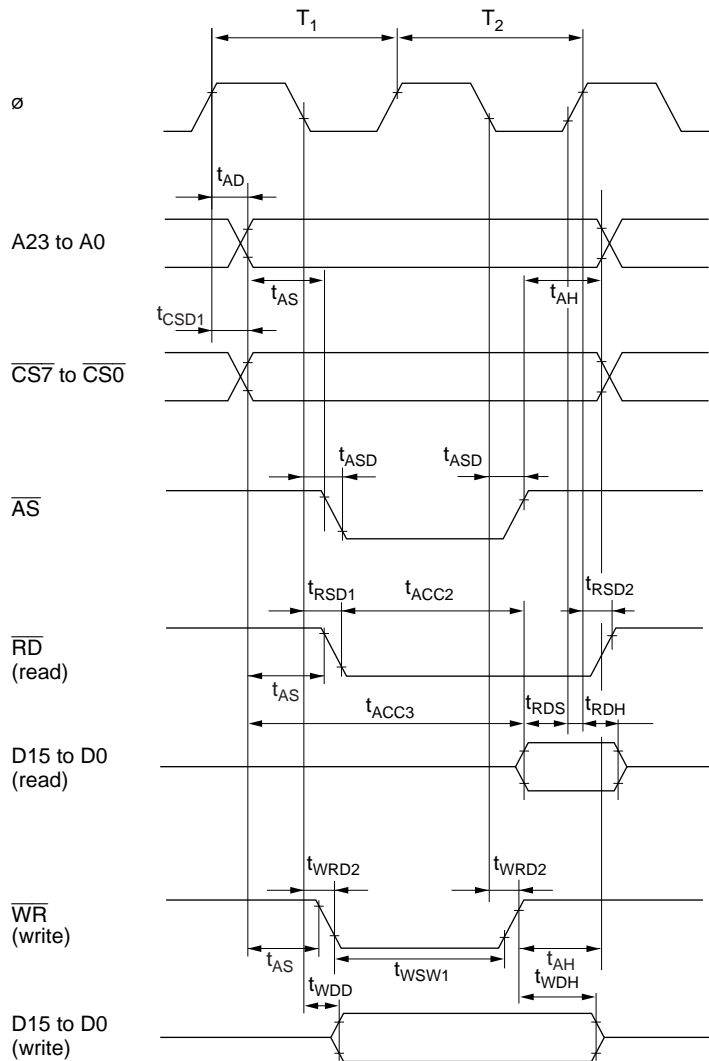 T1 T2
ø
tAD
A23 to A0
tAS tAH
tCSD1
CS7 to CS0
tASD tASD
AS
tRSD1 tACC2 tRSD2
RD
(read)
tAS
tACC3 tRDS tRDH
D15 to D0
(read)
tWRD2 tWRD2
WR
(write)
tAS tWSW1 tAH
tWDD tWDH
D15 to D0
(write)